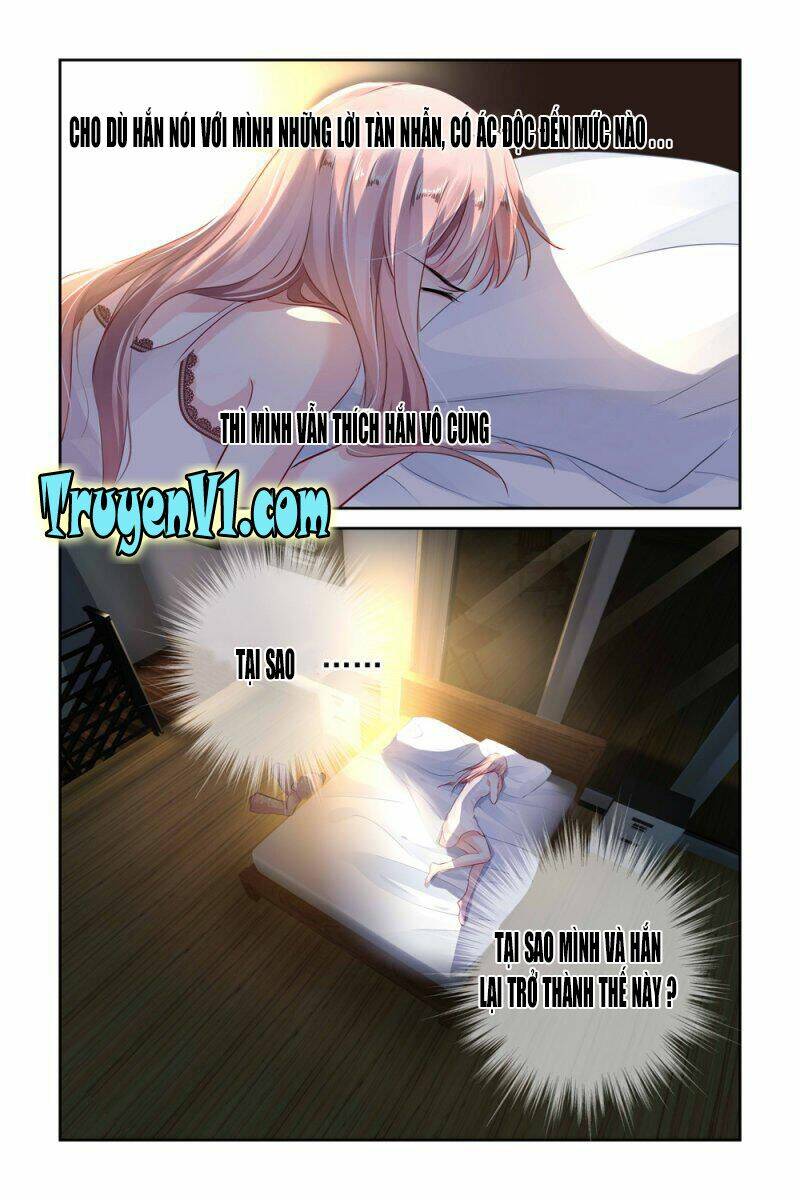 CHO DÙ HẮN NÓI VỚI MÌNH NHỮNG LỜI TÀN NHẪN, CÓ ÁC ĐỘC ĐẾN MỨC NÀO...
THÌ MÌNH VẪN THÍCH HẮN VÔ CÙNG
TruyenV1.com
TẠI SAO ......
TẠI SAO MÌNH VÀ HẮN
LẠI TRỞ THÀNH THẾ NÀY ?